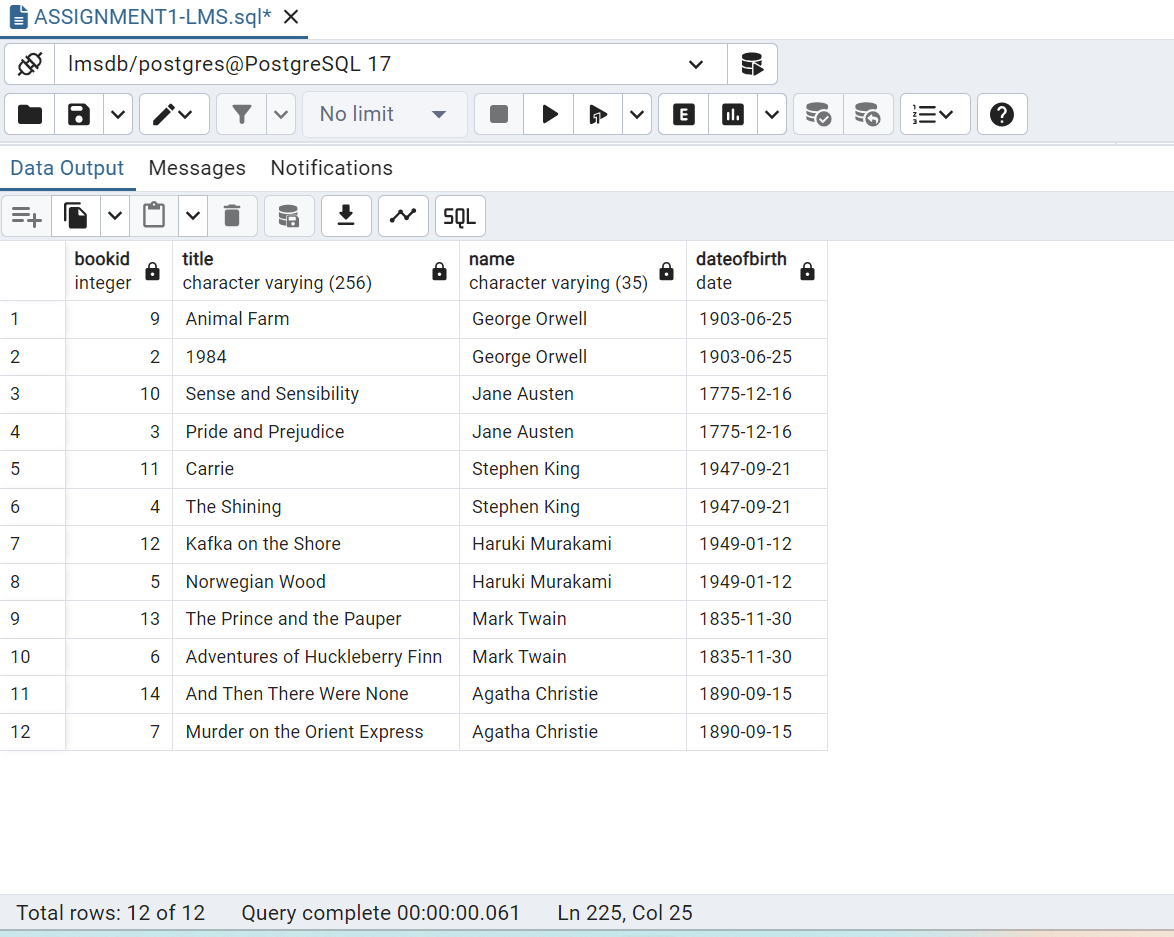 ASSIGNMENT1-LMS.sql*
lmsdb/postgres@PostgreSQL 17
No limit
E
Data Output Messages Notifications
SQL
bookid title name dateofbirth
integer character varying (256) character varying (35) date
1 9 Animal Farm George Orwell 1903-06-25
2 2 1984 George Orwell 1903-06-25
3 10 Sense and Sensibility Jane Austen 1775-12-16
4 3 Pride and Prejudice Jane Austen 1775-12-16
5 11 Carrie Stephen King 1947-09-21
6 4 The Shining Stephen King 1947-09-21
7 12 Kafka on the Shore Haruki Murakami 1949-01-12
8 5 Norwegian Wood Haruki Murakami 1949-01-12
9 13 The Prince and the Pauper Mark Twain 1835-11-30
10 6 Adventures of Huckleberry Finn Mark Twain 1835-11-30
11 14 And Then There Were None Agatha Christie 1890-09-15
12 7 Murder on the Orient Express Agatha Christie 1890-09-15
Total rows: 12 of 12 Query complete 00:00:00.061 Ln 225, Col 25